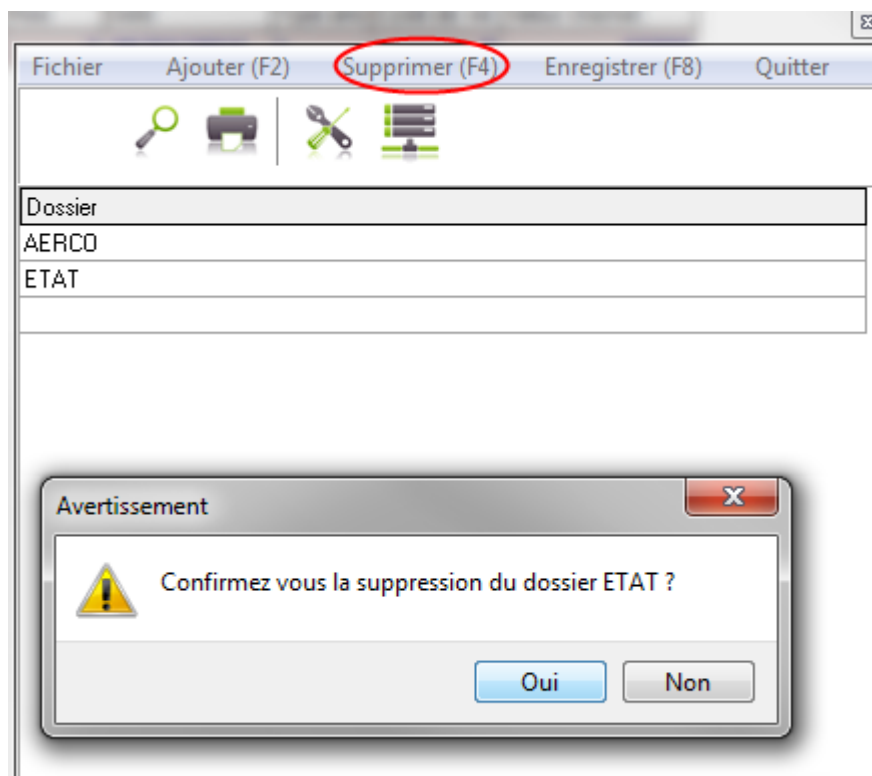 Fichier Ajouter (F2) Supprimer (F4) Enregistrer (F8) Quitter
Dossier
AERCO
ETAT
Avertissement
Confirmez vous la suppression du dossier ETAT ?
Oui Non